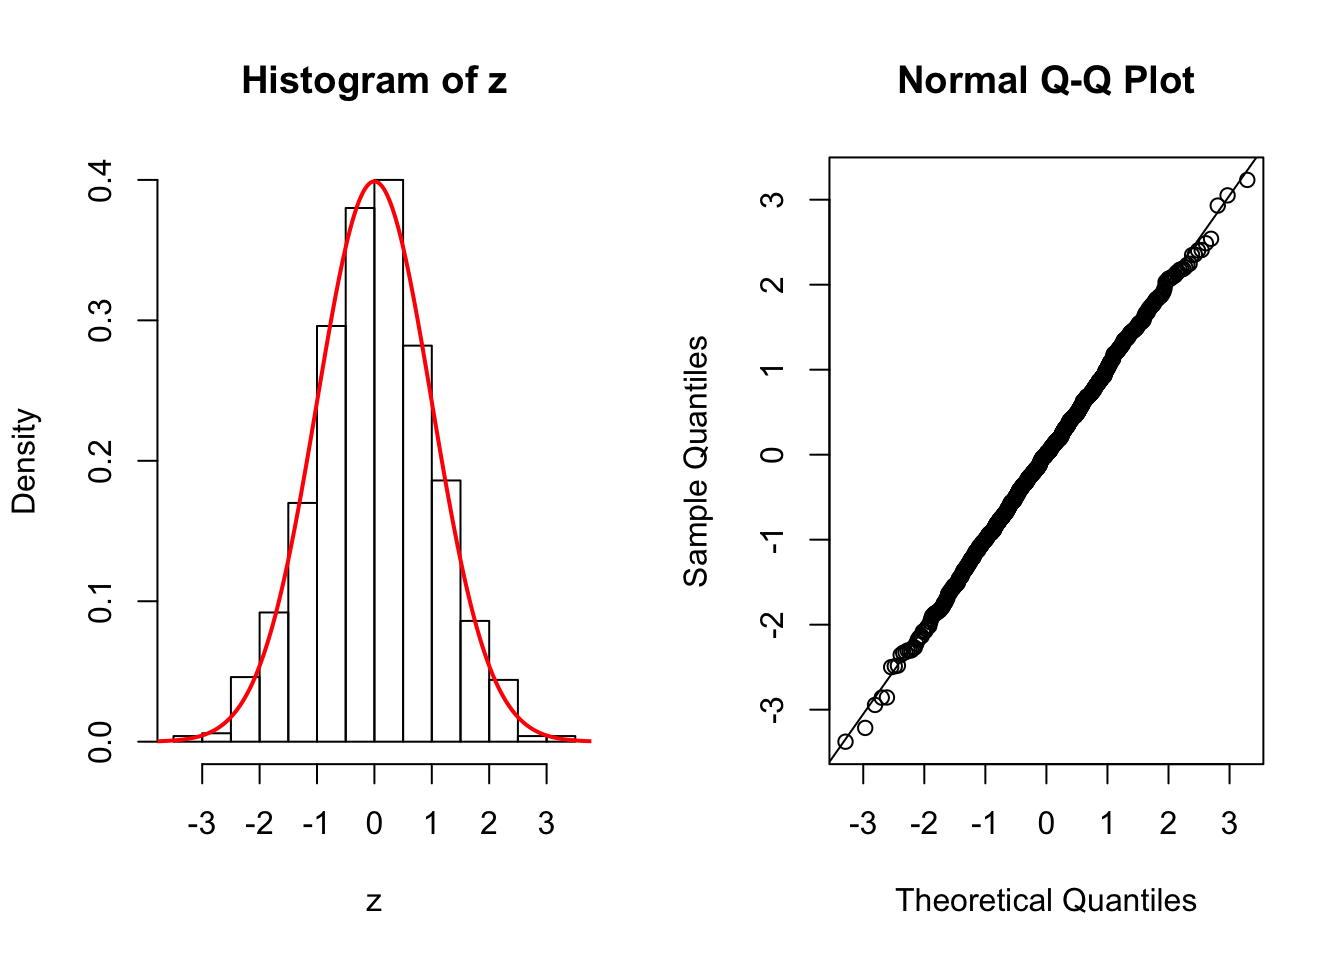 Histogram of z
Density
0.0 0.1 0.2 0.3 0.4
-3 -2 -1 0 1 2 3
z
Normal Q-Q Plot
Sample Quantiles
-3 -2 -1 0 1 2 3
-3 -2 -1 0 1 2 3
Theoretical Quantiles